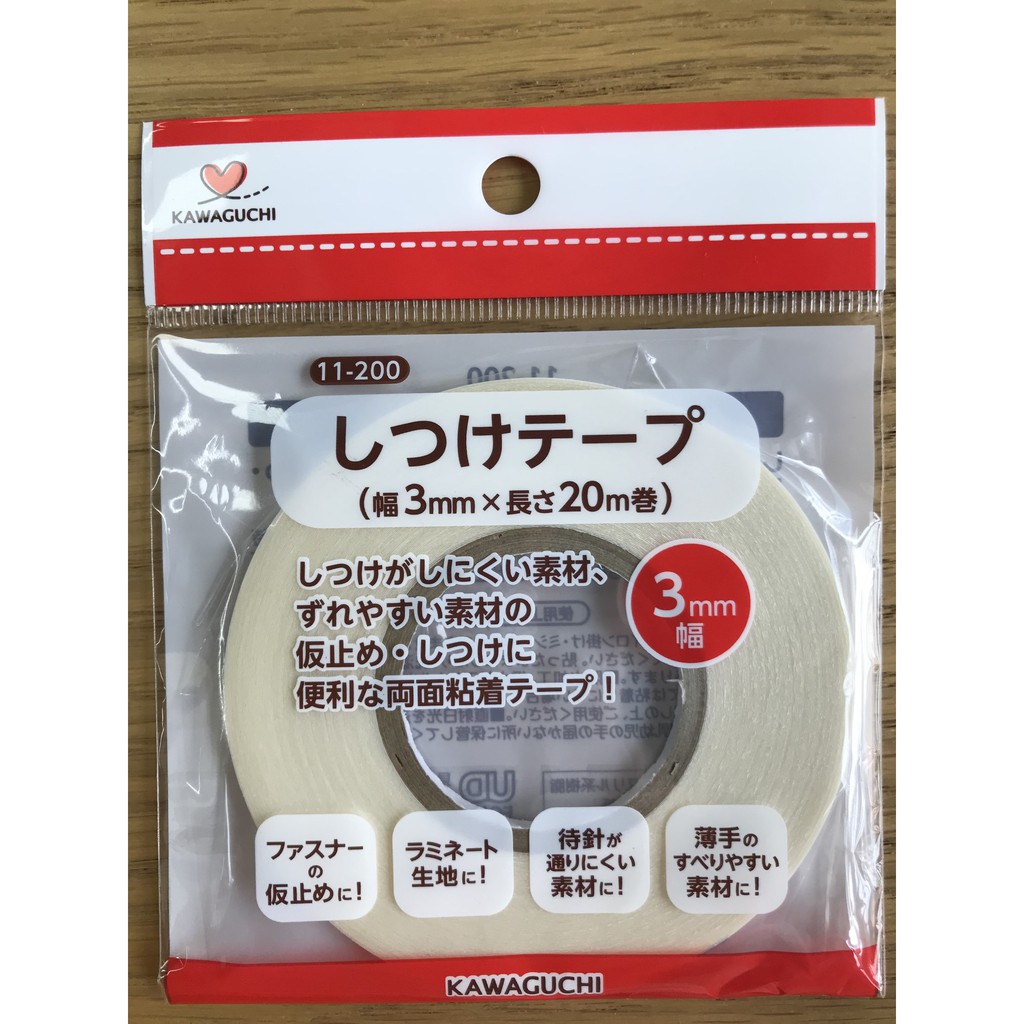 KAWAGUCHI
11-200
しつけテープ
(幅3mm×長さ20m巻)
しつけがしにくい素材、
ずれやすい素材の
仮止め・しつけに
便利な両面粘着テープ!
3mm
幅
ファスナー
の
仮止めに!
ラミネート
生地に!
待針が
通りにくい
素材に!
薄手の
すべりやすい
素材に!
KAWAGUCHI